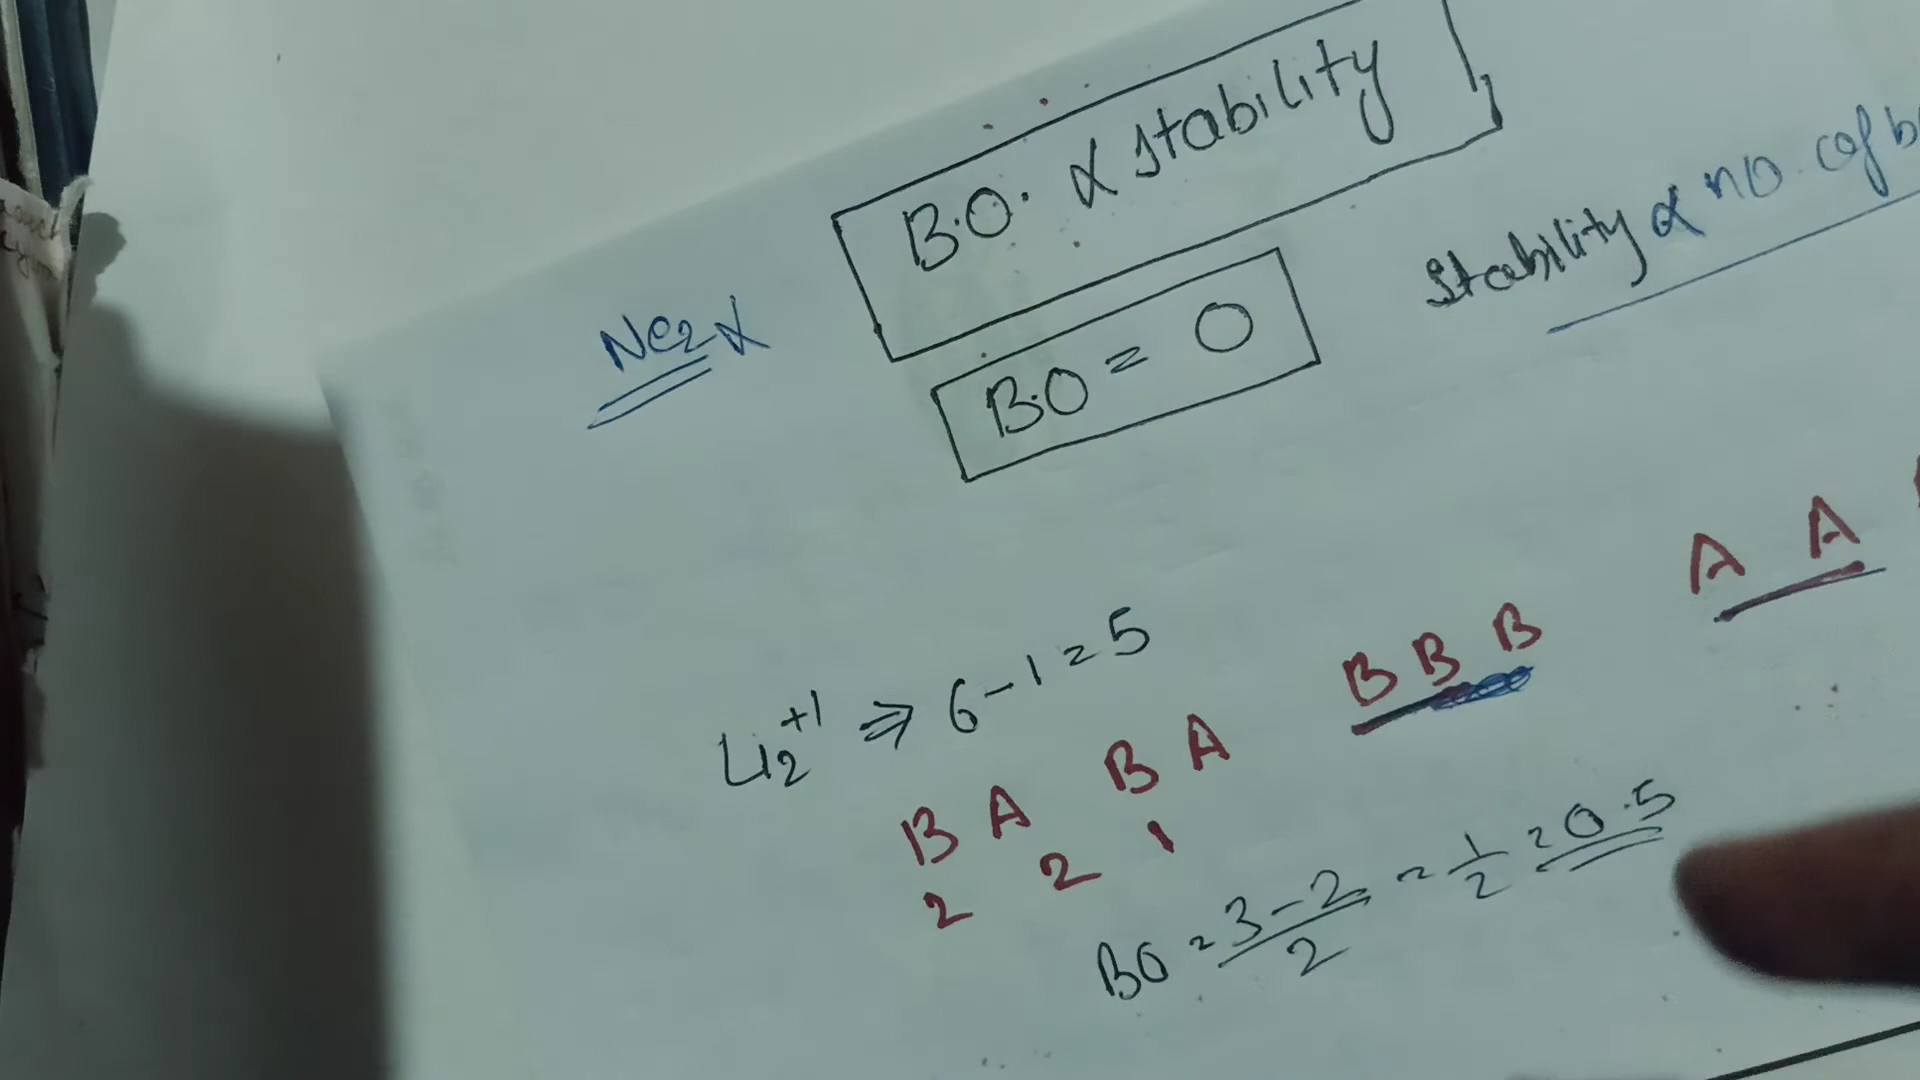 B.O. α stability
Stability α no. of
Ne2 X
B.O = 0
Li2+1 ⇒ 6-1=5
B A B A B B B A A
2 2 1
BO = 3-2/2 = 1/2 = 0.5